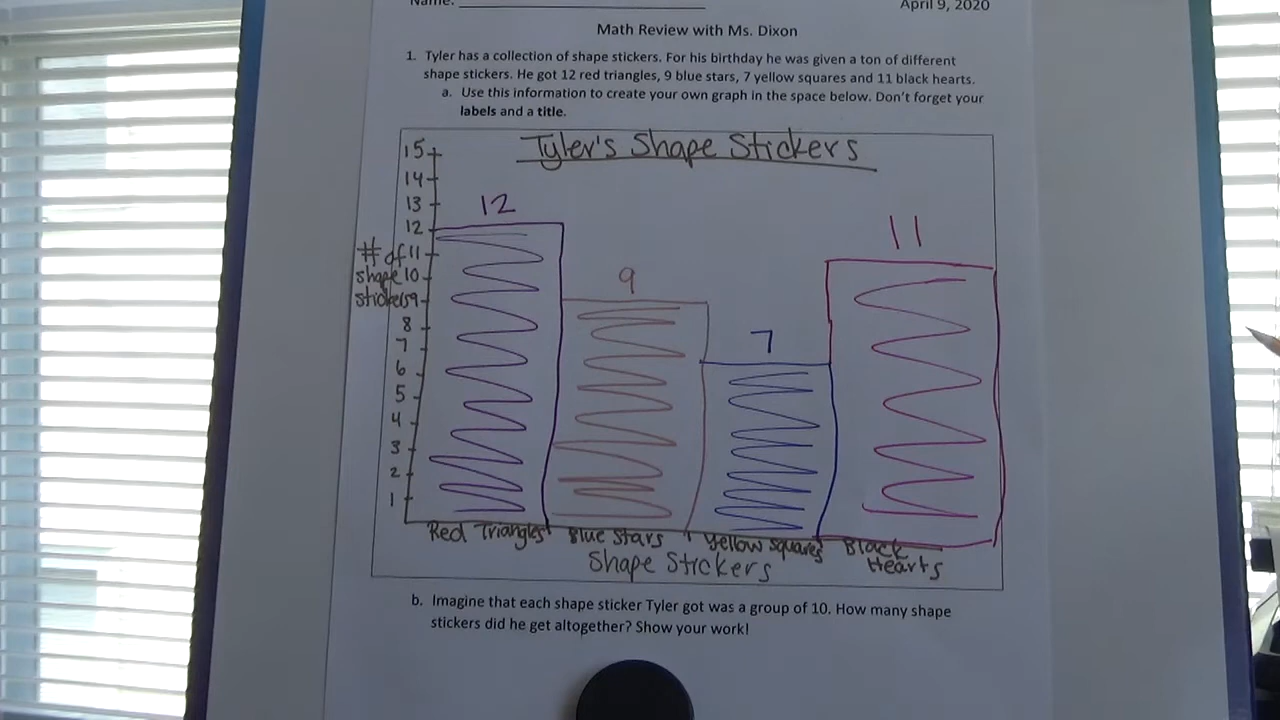 Name:
April 9, 2020
Math Review with Ms. Dixon
1. Tyler has a collection of shape stickers. For his birthday he was given a ton of different
shape stickers. He got 12 red triangles, 9 blue stars, 7 yellow squares and 11 black hearts.
a. Use this information to create your own graph in the space below. Don't forget your
labels and a title.
Tyler's Shape Stickers
15
14
13
12
11
10
9
8
7
6
5
4
3
2
1
# of
shape
stickers
12
9
7
11
Red Triangles
Blue Stars
Yellow Squares
Black
Hearts
Shape Stickers
b. Imagine that each shape sticker Tyler got was a group of 10. How many shape
stickers did he get altogether? Show your work!